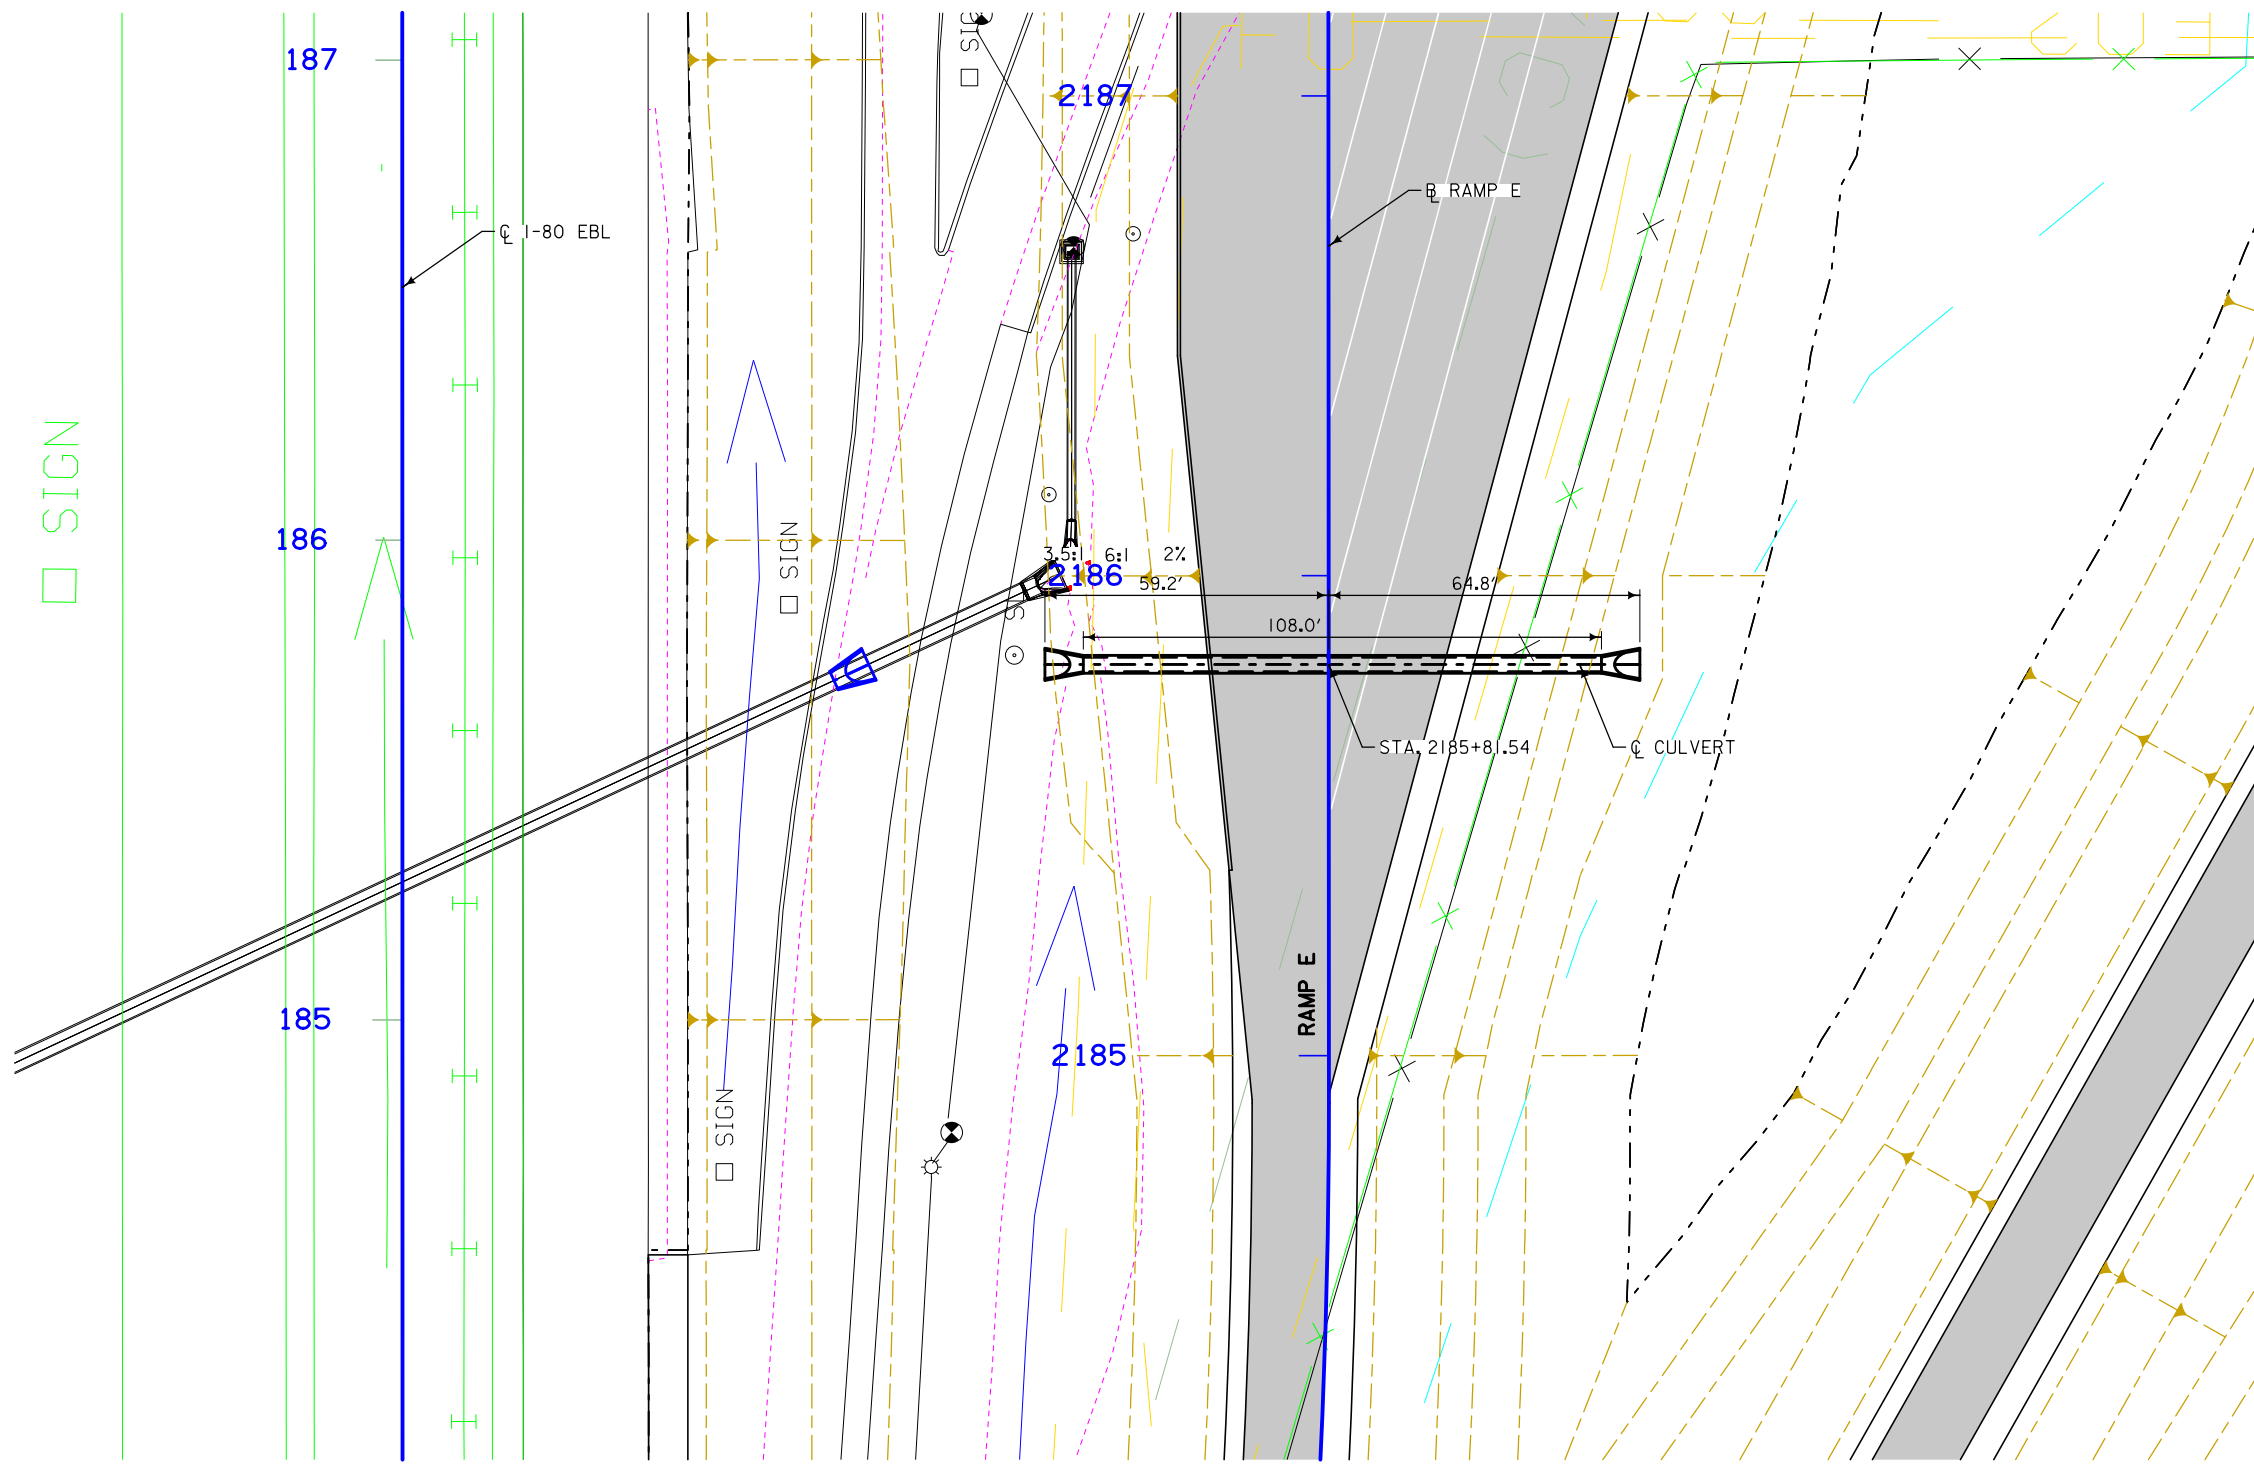 187
SIGN
2187
℄ I-80 EBL
B̲L RAMP E
SIGN
186
SIGN
3.5:1 6:1 2%
2186
59.2'
64.8'
108.0'
STA. 2185+81.54
℄ CULVERT
185
2185
RAMP E
SIGN